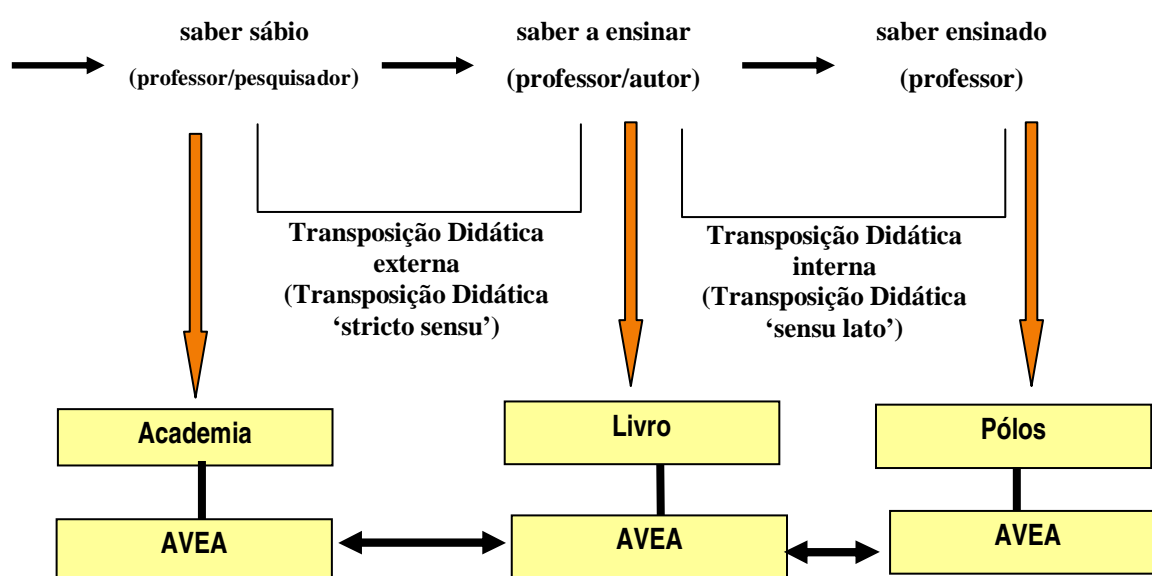 saber sábio
(professor/pesquisador)
saber a ensinar
(professor/autor)
saber ensinado
(professor)
Transposição Didática
externa
(Transposição Didática
‘stricto sensu’)
Transposição Didática
interna
(Transposição Didática
‘sensu lato’)
Academia
Livro
Pólos
AVEA
AVEA
AVEA